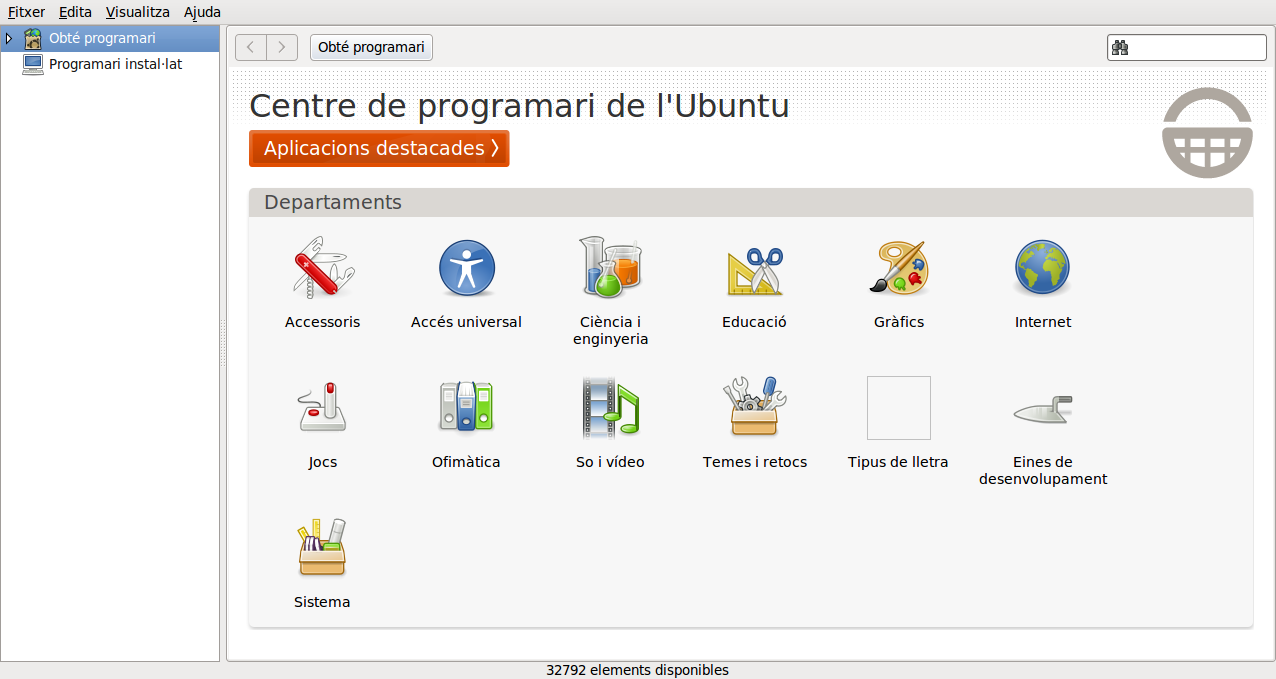 Fitxer Edita Visualitza Ajuda
Obté programari
Programari instal·lat
Obté programari
Centre de programari de l'Ubuntu
Aplicacions destacades
Departaments
Accessoris
Accés universal
Ciència i
enginyeria
Educació
Gràfics
Internet
Jocs
Ofimàtica
So i vídeo
Temes i retocs
Tipus de lletra
Eines de
desenvolupament
Sistema
32792 elements disponibles